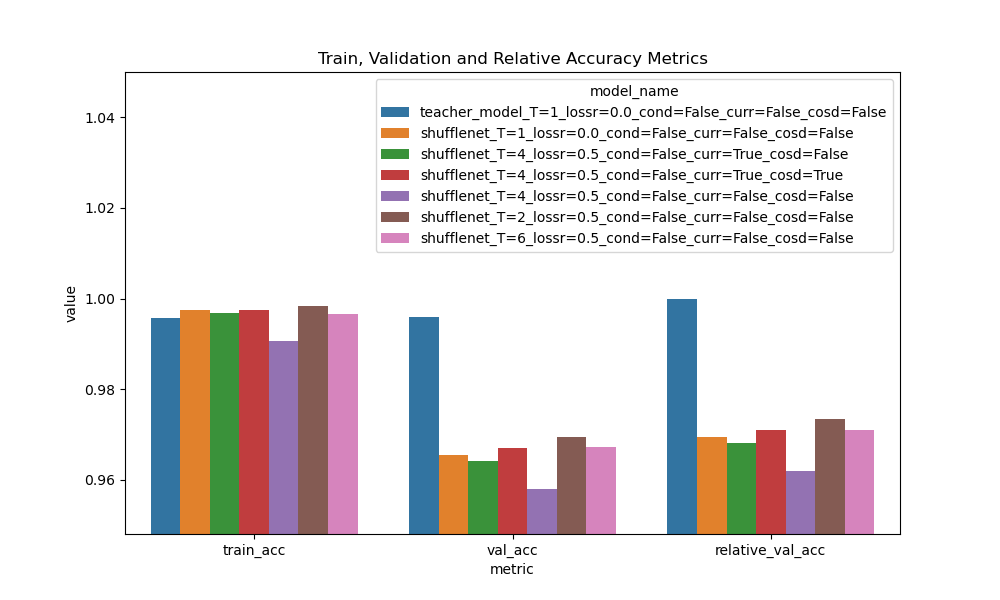 Train, Validation and Relative Accuracy Metrics
model_name
teacher_model_T=1_lossr=0.0_cond=False_curr=False_cosd=False
shufflenet_T=1_lossr=0.0_cond=False_curr=False_cosd=False
shufflenet_T=4_lossr=0.5_cond=False_curr=True_cosd=False
shufflenet_T=4_lossr=0.5_cond=False_curr=True_cosd=True
shufflenet_T=4_lossr=0.5_cond=False_curr=False_cosd=False
shufflenet_T=2_lossr=0.5_cond=False_curr=False_cosd=False
shufflenet_T=6_lossr=0.5_cond=False_curr=False_cosd=False
1.04
1.02
1.00
0.98
0.96
value
train_acc
val_acc
relative_val_acc
metric